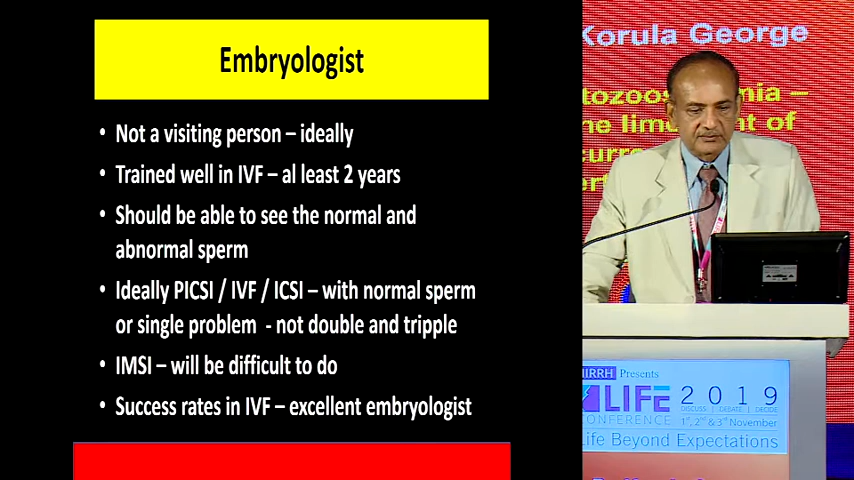 Embryologist
• Not a visiting person – ideally
• Trained well in IVF – al least 2 years
• Should be able to see the normal and
abnormal sperm
• Ideally PICSI / IVF / ICSI – with normal sperm
or single problem - not double and tripple
• IMSI – will be difficult to do
• Success rates in IVF – excellent embryologist
Korula George
of
Presents
LIFE 2019
DISCUSS | DEBATE | DECIDE
1st, 2nd & 3rd November
Life Beyond Expectations